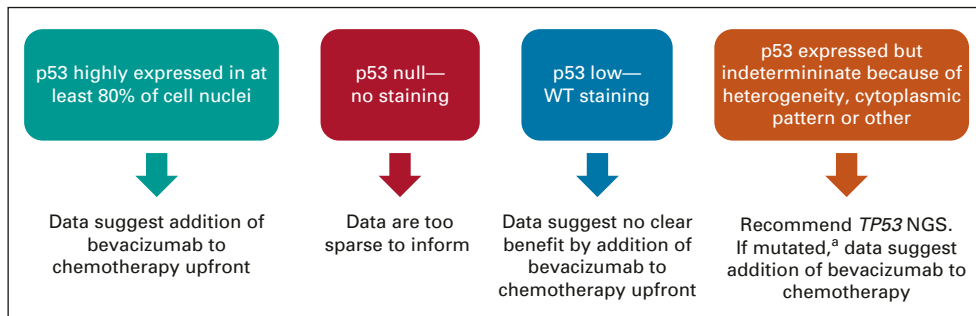 p53 highly expressed in at
least 80% of cell nuclei
p53 null—
no staining
p53 low—
WT staining
p53 expressed but
indetermininate because of
heterogeneity, cytoplasmic
pattern or other
Data suggest addition of
bevacizumab to
chemotherapy upfront
Data are too
sparse to inform
Data suggest no clear
benefit by addition of
bevacizumab to
chemotherapy upfront
Recommend TP53 NGS.
If mutated,ᵃ data suggest
addition of bevacizumab to
chemotherapy